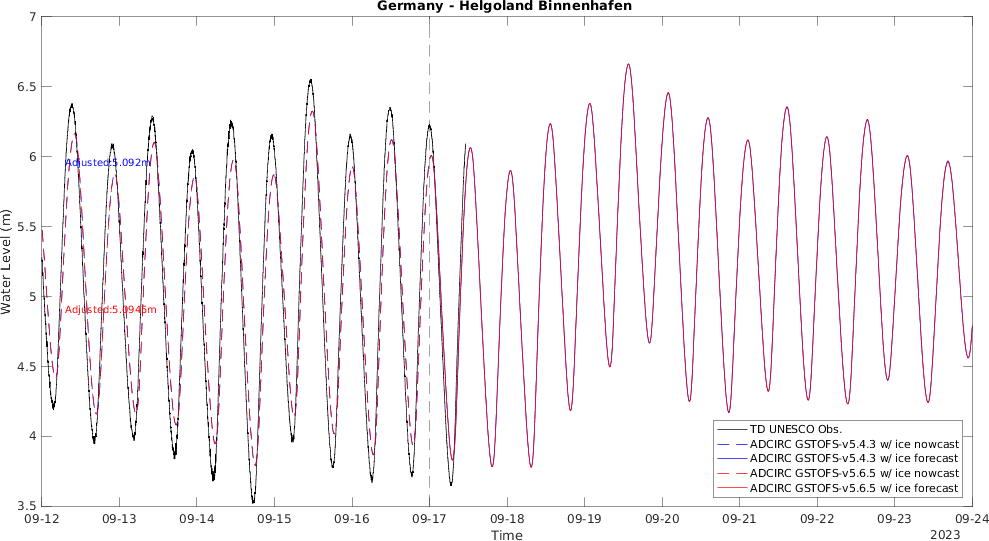 Germany - Helgoland Binnenhafen
7
6.5
6
5.5
5
4.5
4
3.5
Water Level (m)
Adjusted:5.092m
Adjusted:5.0946m
TD UNESCO Obs.
ADCIRC GSTOFS-v5.4.3 w/ ice nowcast
ADCIRC GSTOFS-v5.4.3 w/ ice forecast
ADCIRC GSTOFS-v5.6.5 w/ ice nowcast
ADCIRC GSTOFS-v5.6.5 w/ ice forecast
09-12 09-13 09-14 09-15 09-16 09-17 09-18 09-19 09-20 09-21 09-22 09-23 09-24
Time
2023